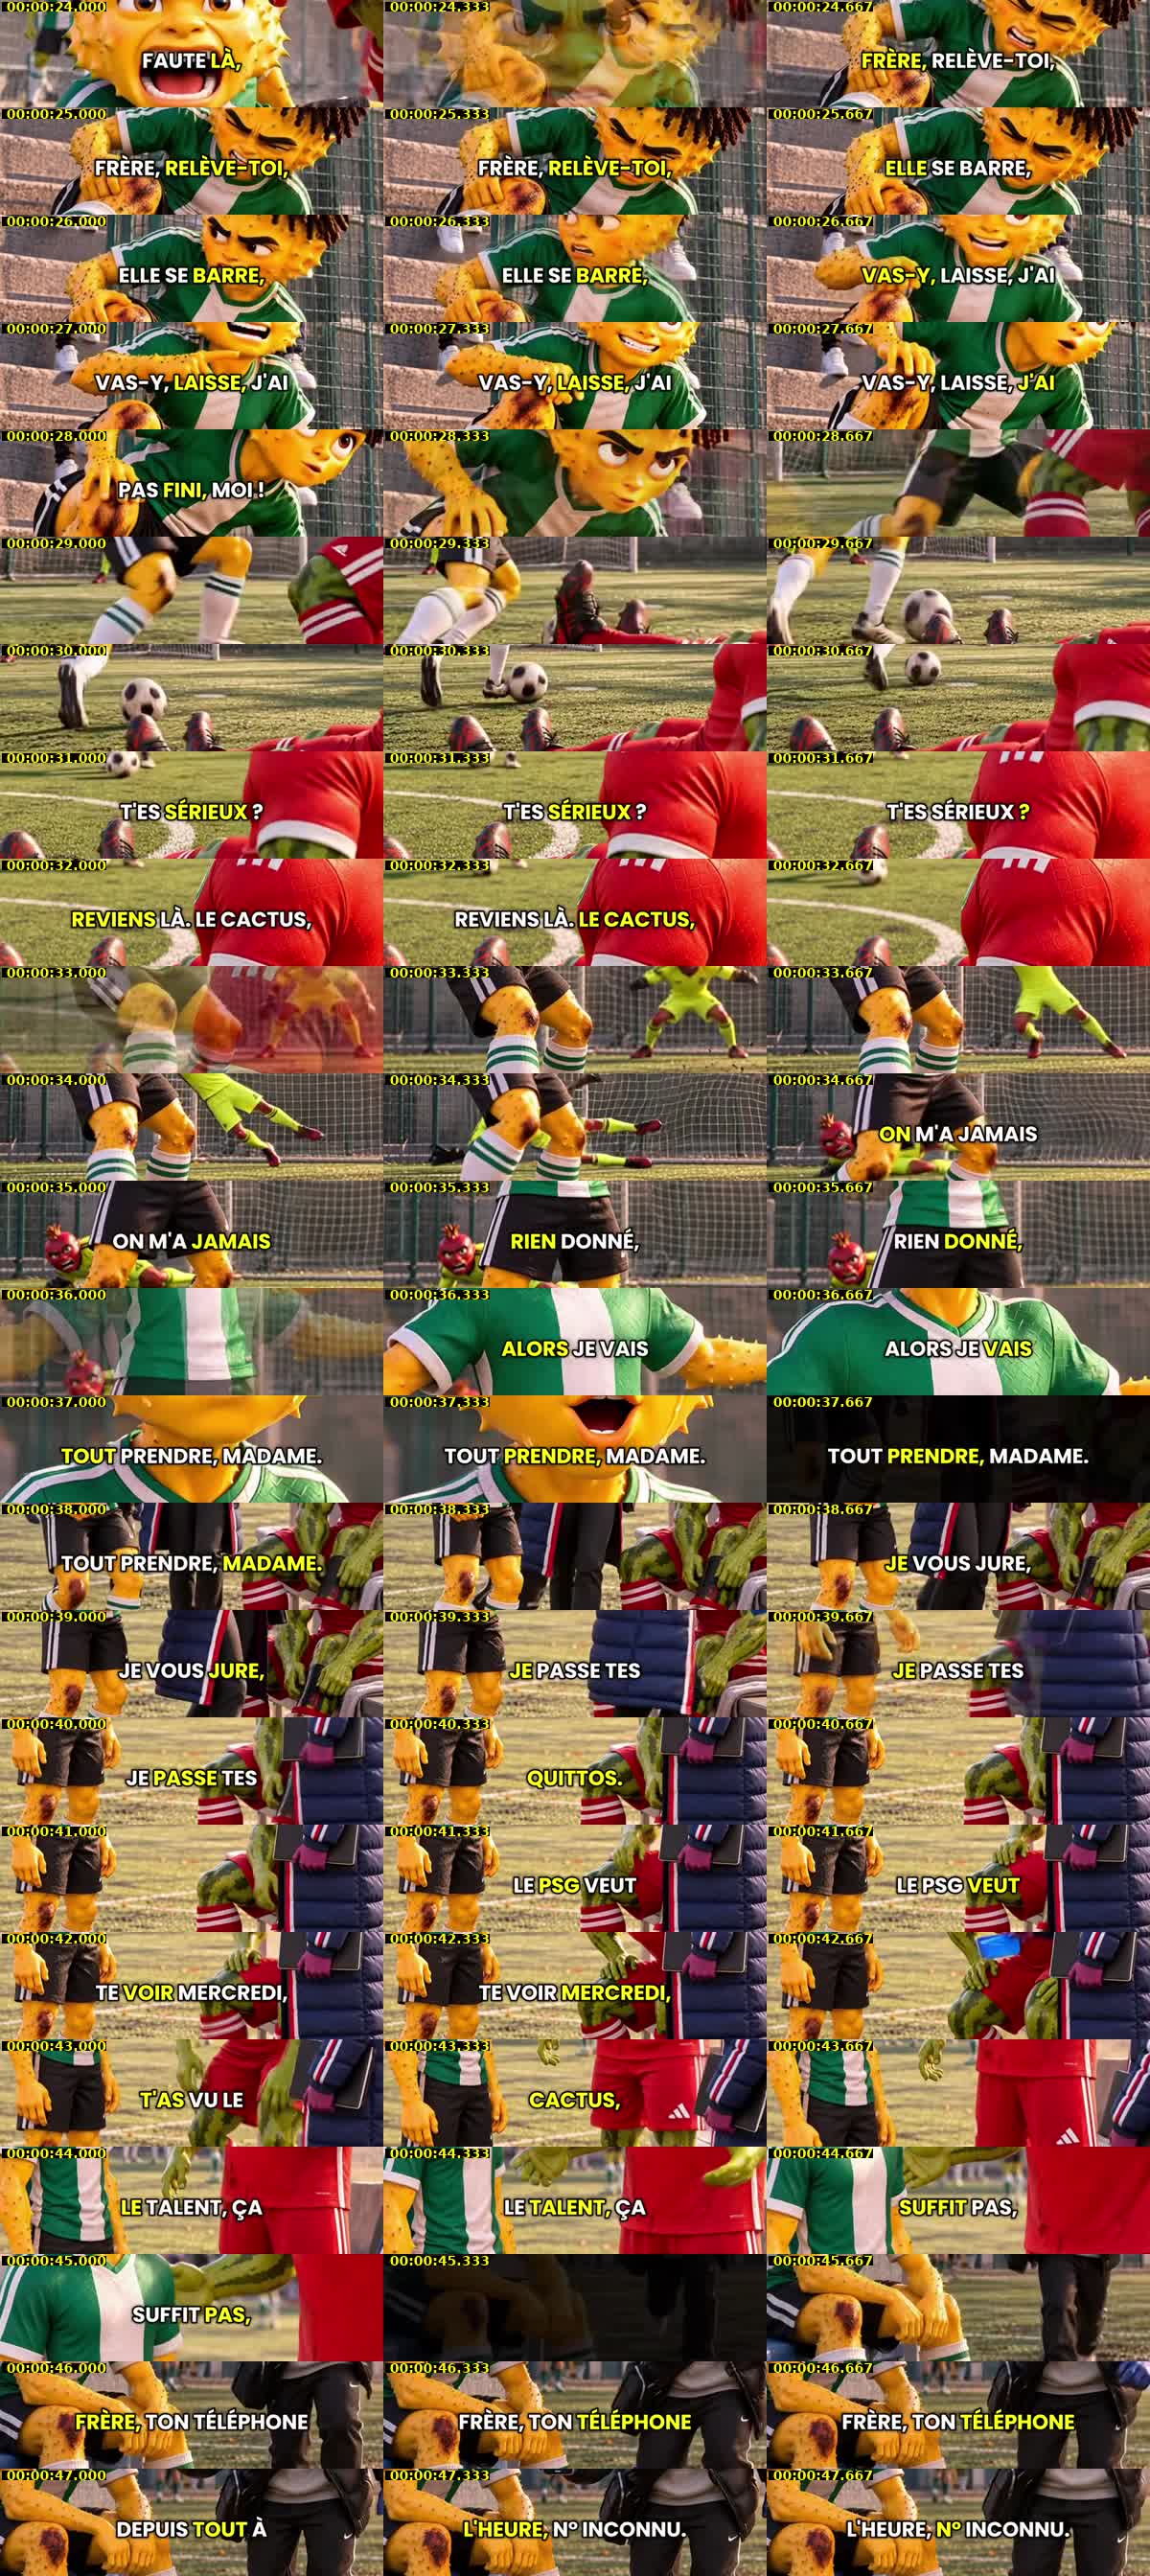 00:00:24.000
FAUTE LÀ,
00:00:24.333
00:00:24.667
FRÈRE, RELÈVE-TOI,
00:00:25.000
FRÈRE, RELÈVE-TOI,
00:00:25.333
FRÈRE, RELÈVE-TOI,
00:00:25.667
ELLE SE BARRE,
00:00:26.000
ELLE SE BARRE,
00:00:26.333
ELLE SE BARRE,
00:00:26.667
VAS-Y, LAISSE, J'AI
00:00:27.000
VAS-Y, LAISSE, J'AI
00:00:27.333
VAS-Y, LAISSE, J'AI
00:00:27.667
VAS-Y, LAISSE, J'AI
00:00:28.000
PAS FINI, MOI !
00:00:28.333
00:00:28.667
00:00:29.000
00:00:29.333
00:00:29.667
00:00:30.000
00:00:30.333
00:00:30.667
00:00:31.000
T'ES SÉRIEUX ?
00:00:31.333
T'ES SÉRIEUX ?
00:00:31.667
T'ES SÉRIEUX ?
00:00:32.000
REVIENS LÀ. LE CACTUS,
00:00:32.333
REVIENS LÀ. LE CACTUS,
00:00:32.667
00:00:33.000
00:00:33.333
00:00:33.667
00:00:34.000
00:00:34.333
00:00:34.667
ON M'A JAMAIS
00:00:35.000
ON M'A JAMAIS
00:00:35.333
RIEN DONNÉ,
00:00:35.667
RIEN DONNÉ,
00:00:36.000
00:00:36.333
ALORS JE VAIS
00:00:36.667
ALORS JE VAIS
00:00:37.000
TOUT PRENDRE, MADAME.
00:00:37.333
TOUT PRENDRE, MADAME.
00:00:37.667
TOUT PRENDRE, MADAME.
00:00:38.000
TOUT PRENDRE, MADAME.
00:00:38.333
00:00:38.667
JE VOUS JURE,
00:00:39.000
JE VOUS JURE,
00:00:39.333
JE PASSE TES
00:00:39.667
JE PASSE TES
00:00:40.000
JE PASSE TES
00:00:40.333
QUITTOS.
00:00:40.667
00:00:41.000
00:00:41.333
LE PSG VEUT
00:00:41.667
LE PSG VEUT
00:00:42.000
TE VOIR MERCREDI,
00:00:42.333
TE VOIR MERCREDI,
00:00:42.667
00:00:43.000
T'AS VU LE
00:00:43.333
CACTUS,
00:00:43.667
00:00:44.000
LE TALENT, ÇA
00:00:44.333
LE TALENT, ÇA
00:00:44.667
SUFFIT PAS,
00:00:45.000
SUFFIT PAS,
00:00:45.333
00:00:45.667
00:00:46.000
FRÈRE, TON TÉLÉPHONE
00:00:46.333
FRÈRE, TON TÉLÉPHONE
00:00:46.667
FRÈRE, TON TÉLÉPHONE
00:00:47.000
DEPUIS TOUT À
00:00:47.333
L'HEURE, N° INCONNU.
00:00:47.667
L'HEURE, N° INCONNU.